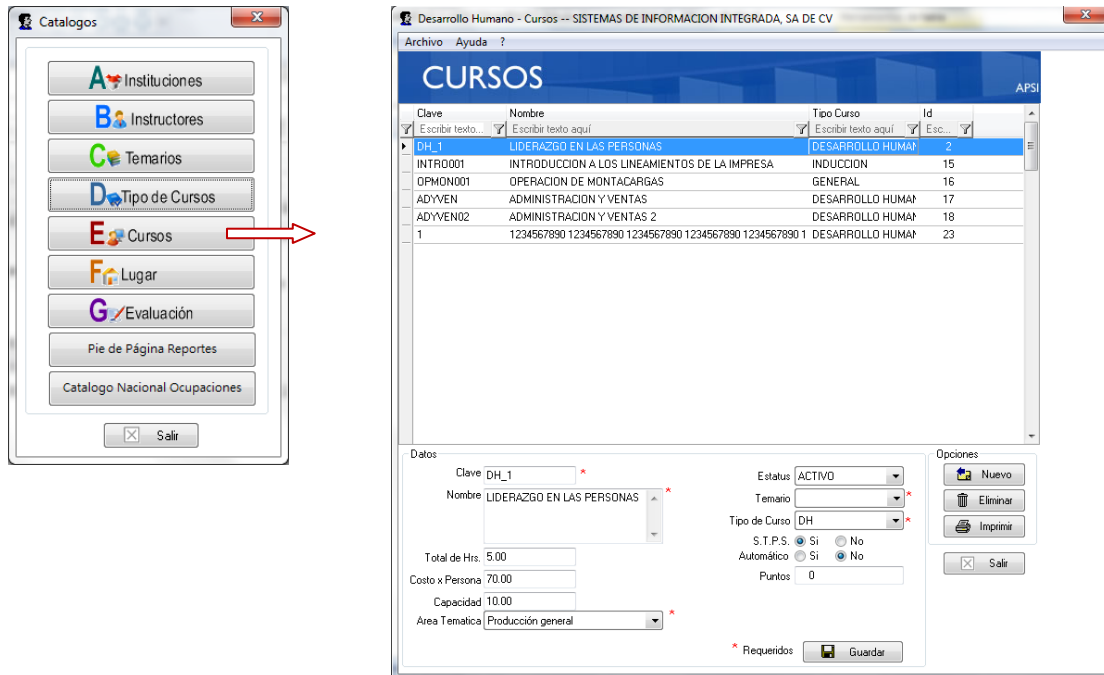 Catalogos
A Instituciones
B Instructores
C Temarios
D Tipo de Cursos
E Cursos
F Lugar
G Evaluación
Pie de Página Reportes
Catalogo Nacional Ocupaciones
Salir
Desarrollo Humano - Cursos -- SISTEMAS DE INFORMACION INTEGRADA, SA DE CV
Archivo Ayuda ?
CURSOS
APSI
Clave Nombre Tipo Curso Id
Escribir texto... Escribir texto aquí Escribir texto aquí Esc...
DH_1 LIDERAZGO EN LAS PERSONAS DESARROLLO HUMAN 2
INTRO001 INTRODUCCION A LOS LINEAMIENTOS DE LA IMPRESA INDUCCION 15
OPMON001 OPERACION DE MONTACARGAS GENERAL 16
ADYVEN ADMINISTRACION Y VENTAS DESARROLLO HUMAN 17
ADYVEN02 ADMINISTRACION Y VENTAS 2 DESARROLLO HUMAN 18
1 1234567890 1234567890 1234567890 1234567890 1234567890 1 DESARROLLO HUMAN 23
Datos
Clave DH_1 *
Nombre LIDERAZGO EN LAS PERSONAS *
Total de Hrs. 5.00
Costo x Persona 70.00
Capacidad 10.00
Area Tematica Producción general *
Estatus ACTIVO
Temario *
Tipo de Curso DH *
S.T.P.S. Si No
Automático Si No
Puntos 0
* Requeridos Guardar
Opciones
Nuevo
Eliminar
Imprimir
Salir